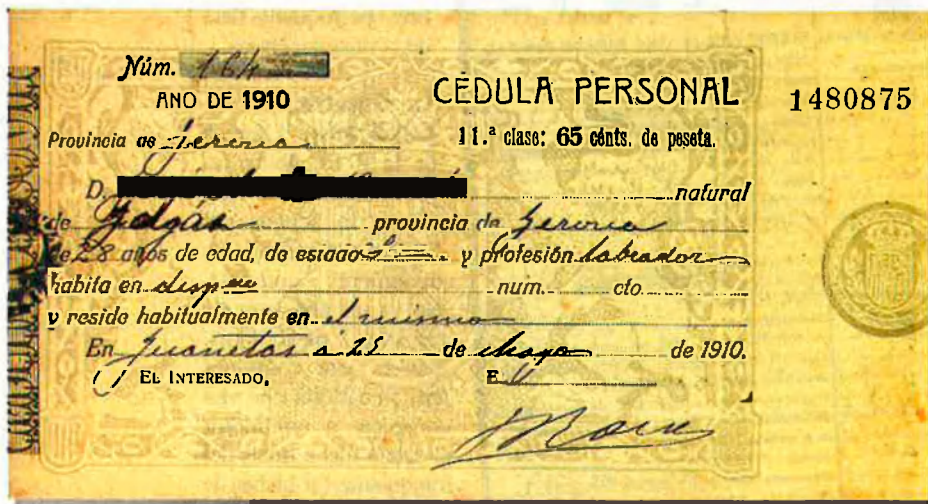 Núm. 164
AÑO DE 1910
CÉDULA PERSONAL
1480875
Provincia de Gerona
11.ª clase: 65 cénts. de peseta.
D. natural
de provincia de Gerona
de 28 años de edad, de estado y profesión labrador
habita en disp num. cto.
y reside habitualmente en el mismo
En Juanetas a 25 de Mayo de 1910.
EL INTERESADO,
E